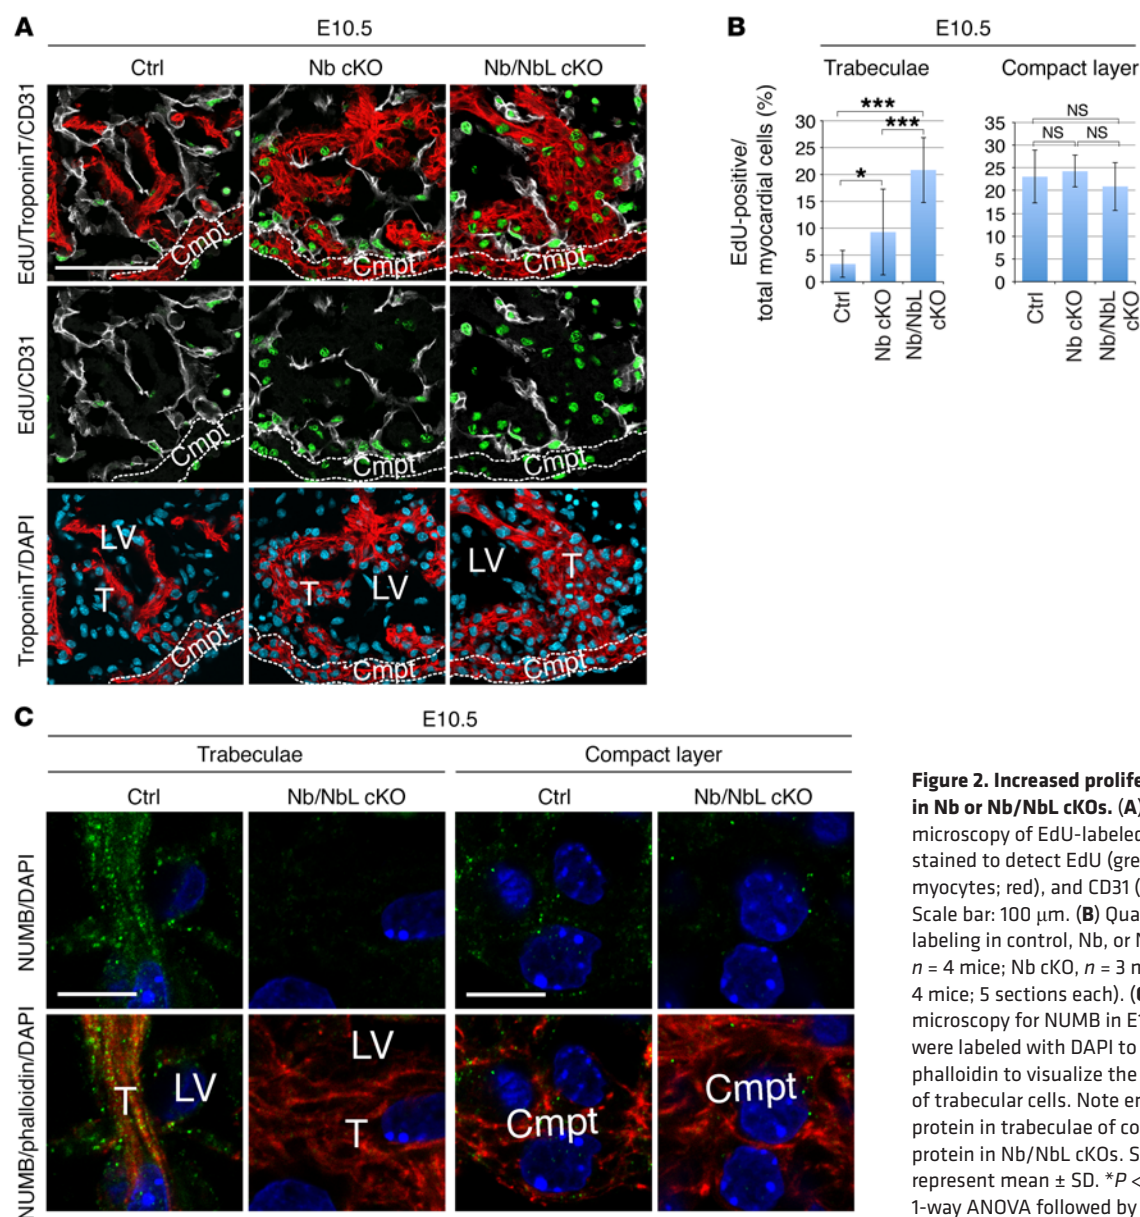 A
E10.5
Ctrl
Nb cKO
Nb/NbL cKO
EdU/TroponinT/CD31
Cmpt
Cmpt
Cmpt
EdU/CD31
Cmpt
Cmpt
Cmpt
TroponinT/DAPI
LV
T
Cmpt
T
LV
Cmpt
LV
T
Cmpt
B
E10.5
Trabeculae
Compact layer
EdU-positive/
total myocardial cells (%)
30
25
20
15
10
5
0
***
***
*
Ctrl
Nb cKO
Nb/NbL
cKO
35
30
25
20
15
10
5
0
NS
NS
NS
Ctrl
Nb cKO
Nb/NbL
cKO
C
E10.5
Trabeculae
Compact layer
Ctrl
Nb/NbL cKO
Ctrl
Nb/NbL cKO
NUMB/DAPI
NUMB/phalloidin/DAPI
T
LV
LV
T
Cmpt
Cmpt
Figure 2. Increased prolife
in Nb or Nb/NbL cKOs. (A)
microscopy of EdU-labeled
stained to detect EdU (gre
myocytes; red), and CD31 (
Scale bar: 100 μm. (B) Qua
labeling in control, Nb, or N
n = 4 mice; Nb cKO, n = 3 m
4 mice; 5 sections each). (C
microscopy for NUMB in E1
were labeled with DAPI to
phalloidin to visualize the
of trabecular cells. Note en
protein in trabeculae of co
protein in Nb/NbL cKOs. S
represent mean ± SD. *P <
1-way ANOVA followed by